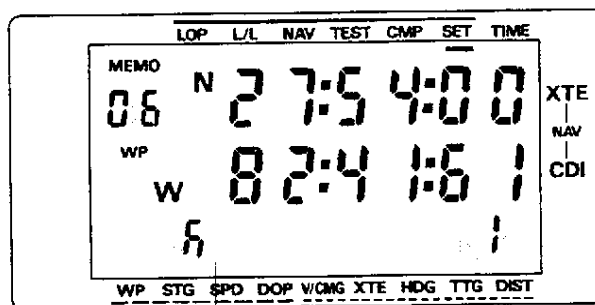 LOP L/L NAV TEST CMP SET TIME
MEMO
06 N 27:54:00
WP
W 82:41:61
h 1
XTE
NAV
CDI
WP STG SPD DOP V/CMG XTE HDG TTG DIST